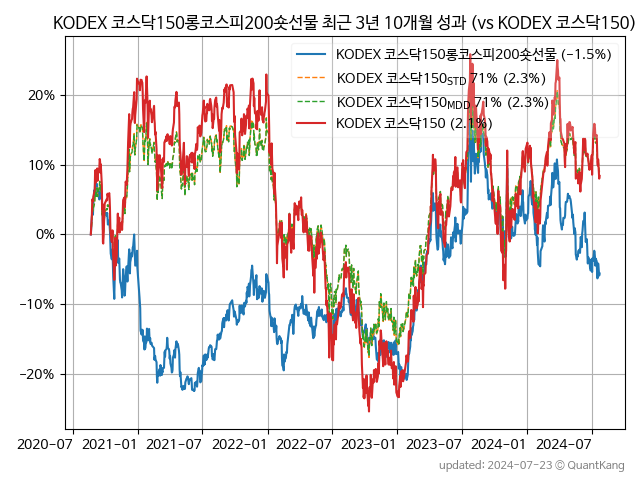 KODEX 코스닥150롱코스피200숏선물 최근 3년 10개월 성과 (vs KODEX 코스닥150)
KODEX 코스닥150롱코스피200숏선물 (−1.5%)
KODEX 코스닥150STD 71% (2.3%)
KODEX 코스닥150MDD 71% (2.3%)
KODEX 코스닥150 (2.1%)
20%
10%
0%
−10%
−20%
2020-07 2021-01 2021-07 2022-01 2022-07 2023-01 2023-07 2024-01 2024-07
updated: 2024-07-23 © QuantKang